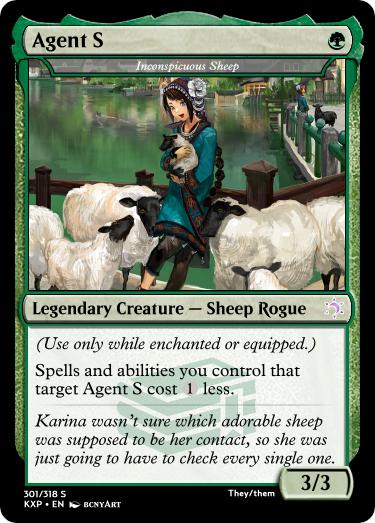 Agent S
Inconspicuous Sheep
Legendary Creature — Sheep Rogue
(Use only while enchanted or equipped.)
Spells and abilities you control that
target Agent S cost 1 less.
Karina wasn't sure which adorable sheep
was supposed to be her contact, so she was
just going to have to check every single one.
3/3
301/318 S
KXP • EN BCNYART
They/them